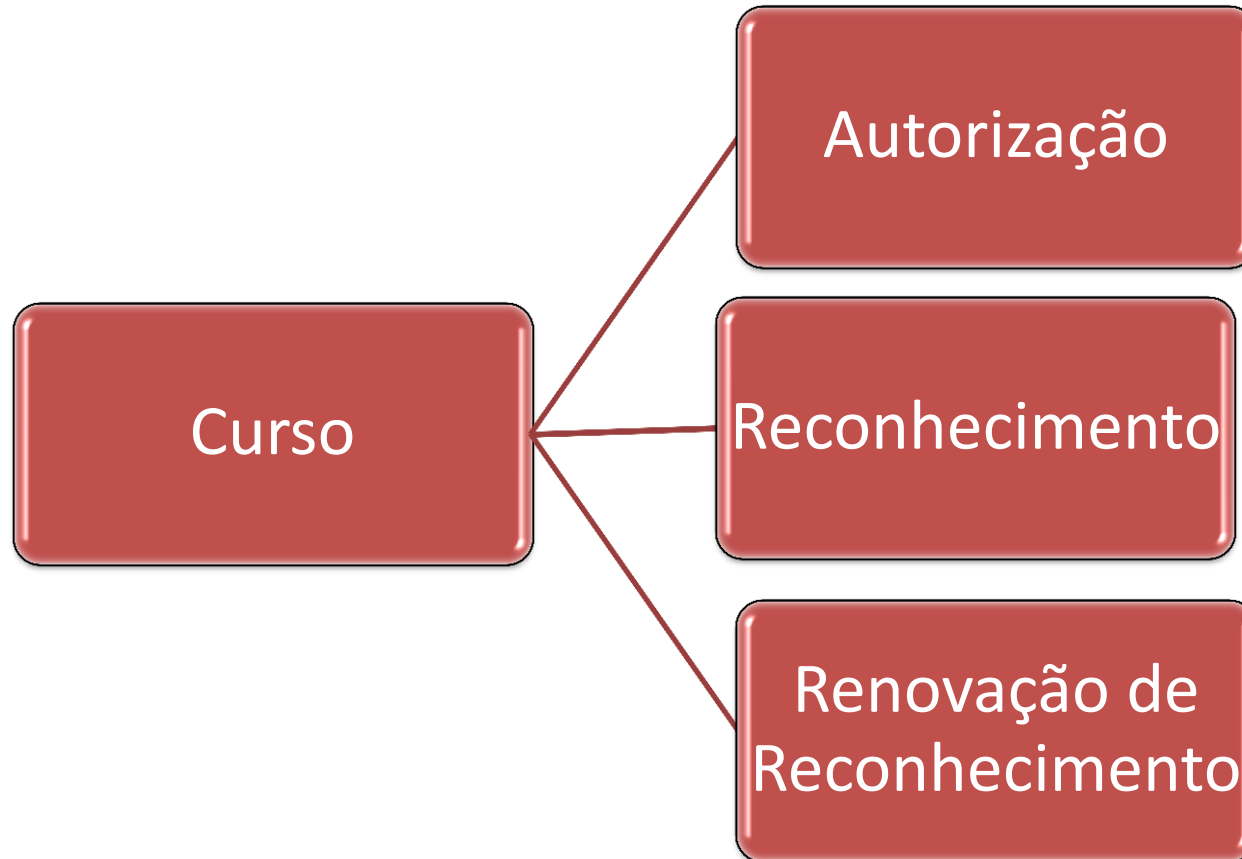 Curso
Autorização
Reconhecimento
Renovação de
Reconhecimento